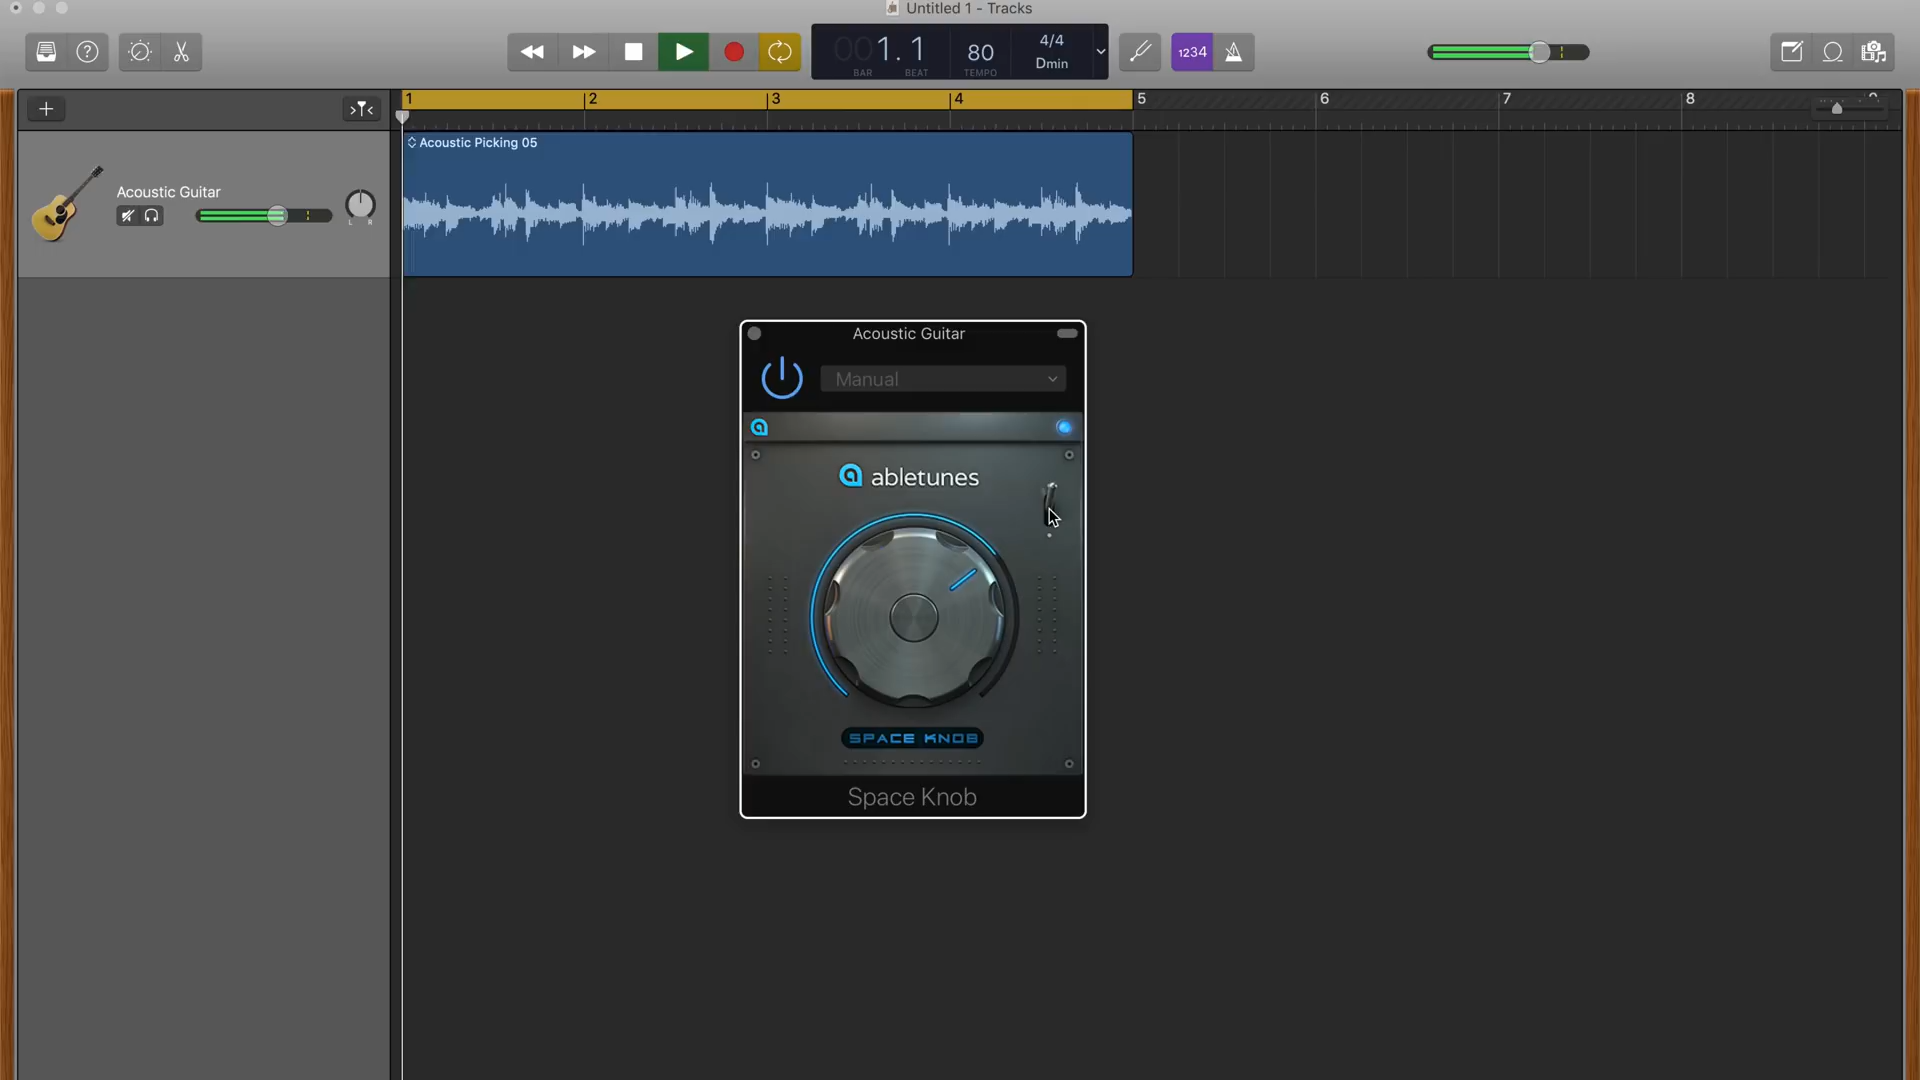 Untitled 1 - Tracks
001.1
BAR BEAT
80
TEMPO
4/4
Dmin
1234
1 2 3 4 5 6 7 8
Acoustic Picking 05
Acoustic Guitar
L R
Acoustic Guitar
Manual
abletunes
SPACE KNOB
Space Knob